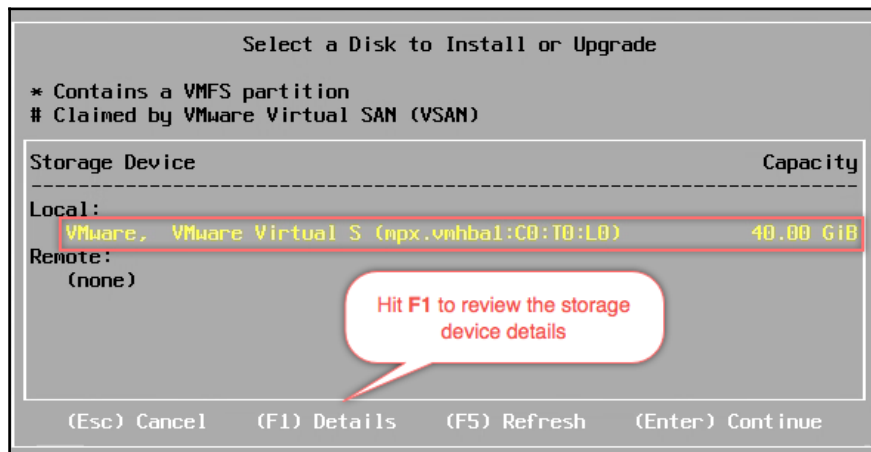 Select a Disk to Install or Upgrade
* Contains a VMFS partition
# Claimed by VMware Virtual SAN (VSAN)
Storage Device Capacity
Local:
VMware, VMware Virtual S (mpx.vmhba1:C0:T0:L0) 40.00 GiB
Remote:
(none)
Hit F1 to review the storage
device details
(Esc) Cancel (F1) Details (F5) Refresh (Enter) Continue